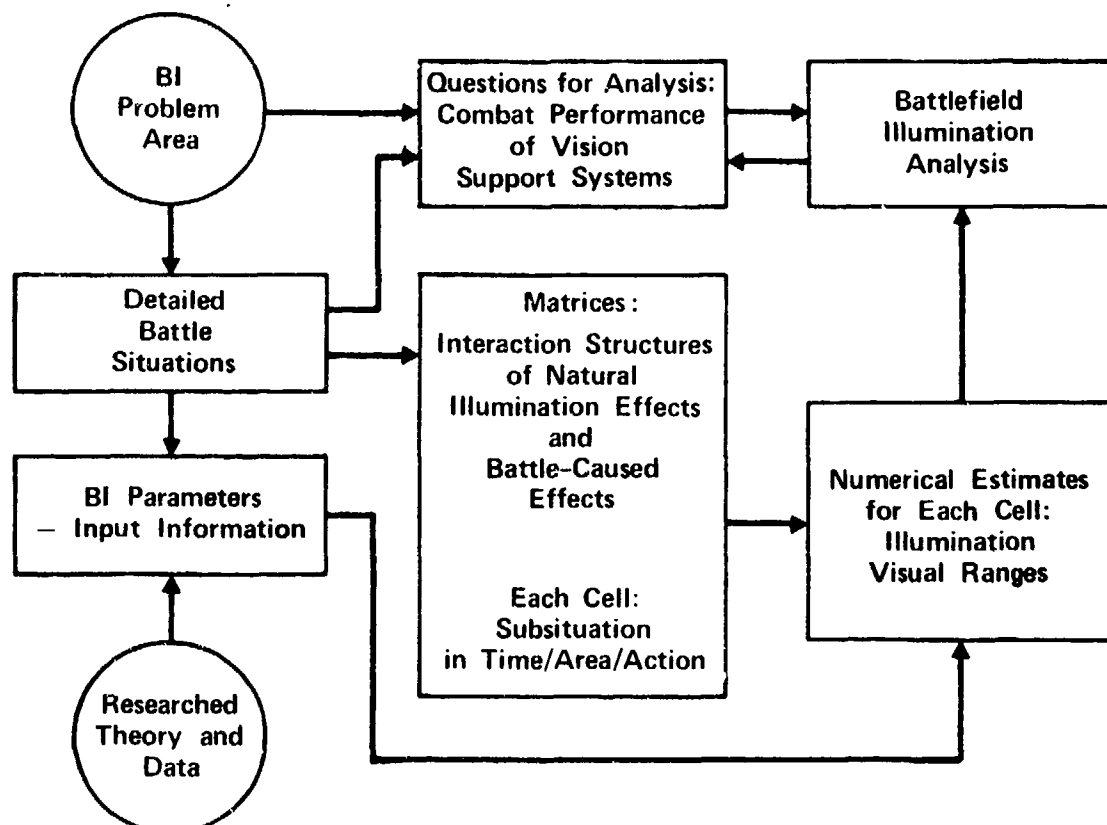 BI
Problem
Area
Questions for Analysis:
Combat Performance
of Vision
Support Systems
Battlefield
Illumination
Analysis
Detailed
Battle
Situations
Matrices:
Interaction Structures
of Natural
Illumination Effects
and
Battle-Caused
Effects
Each Cell:
Subsituation
in Time/Area/Action
BI Parameters
– Input Information
Numerical Estimates
for Each Cell:
Illumination
Visual Ranges
Researched
Theory and
Data